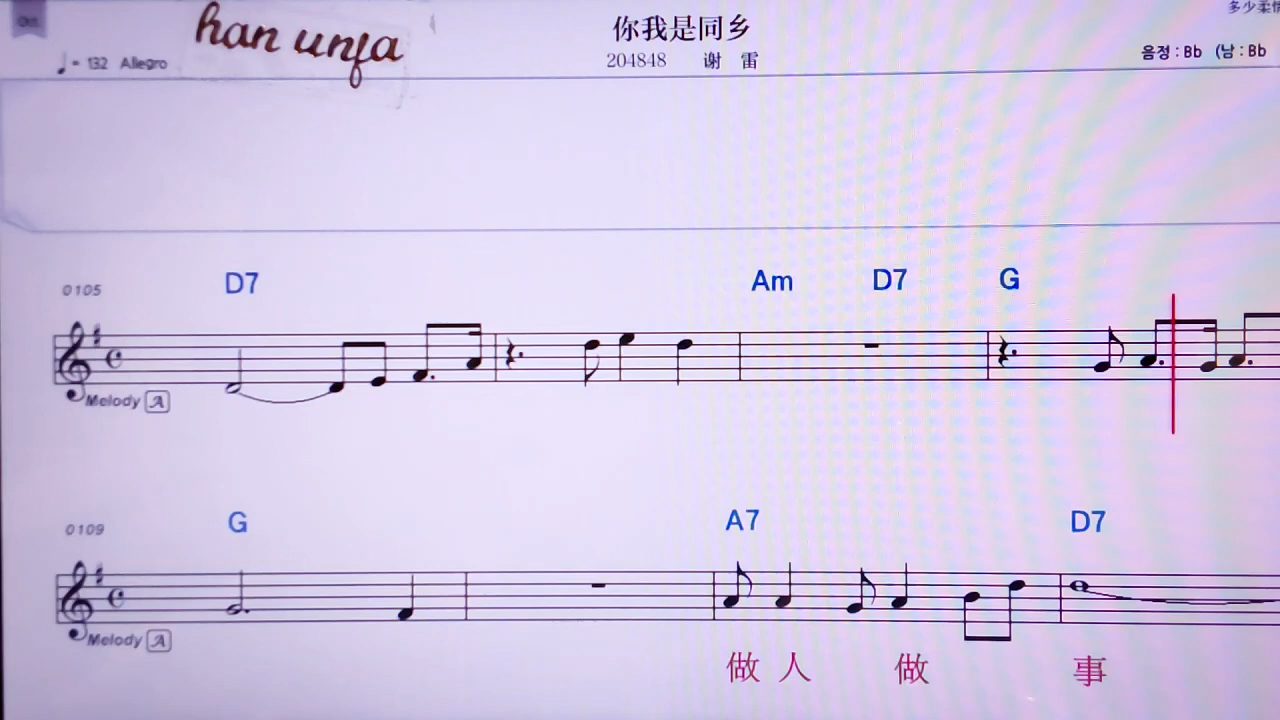 han unfa
你我是同乡
多少柔情
♩= 132 Allegro
204848 谢 雷
음정 : Bb (남 : Bb
0105 D7 Am D7 G
Melody A
0109 G A7 D7
Melody A
做 人 做 事